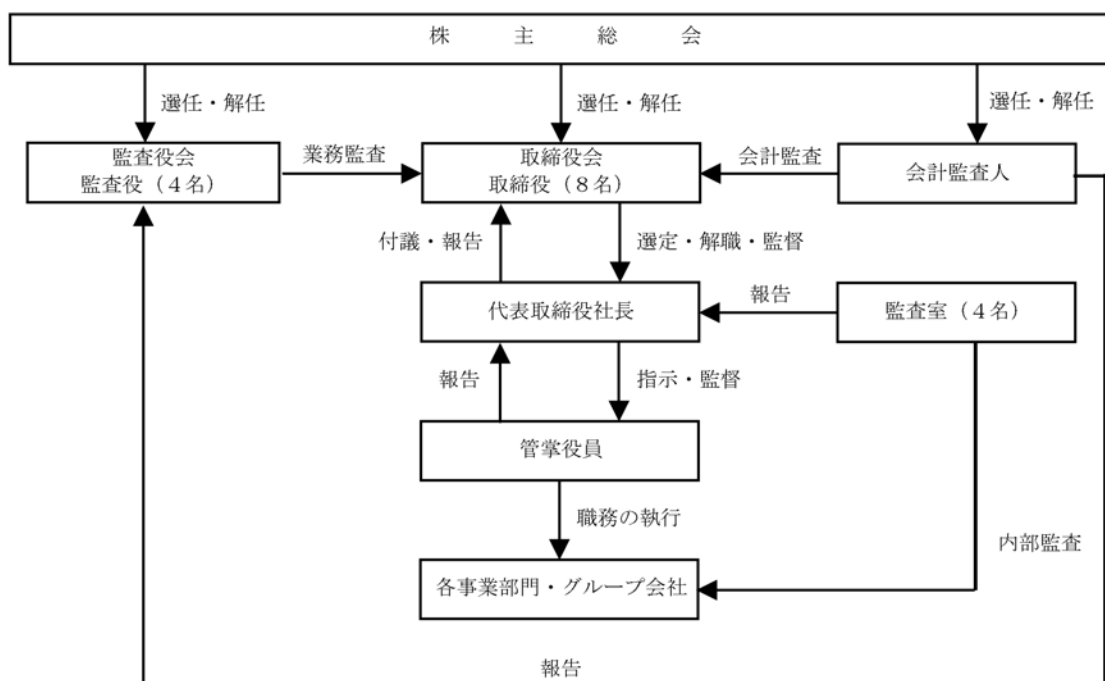 株主総会
選任・解任
選任・解任
選任・解任
監査役会
監査役（４名）
業務監査
取締役会
取締役（８名）
会計監査
会計監査人
付議・報告
選定・解職・監督
代表取締役社長
報告
監査室（４名）
報告
指示・監督
管掌役員
職務の執行
内部監査
各事業部門・グループ会社
報告